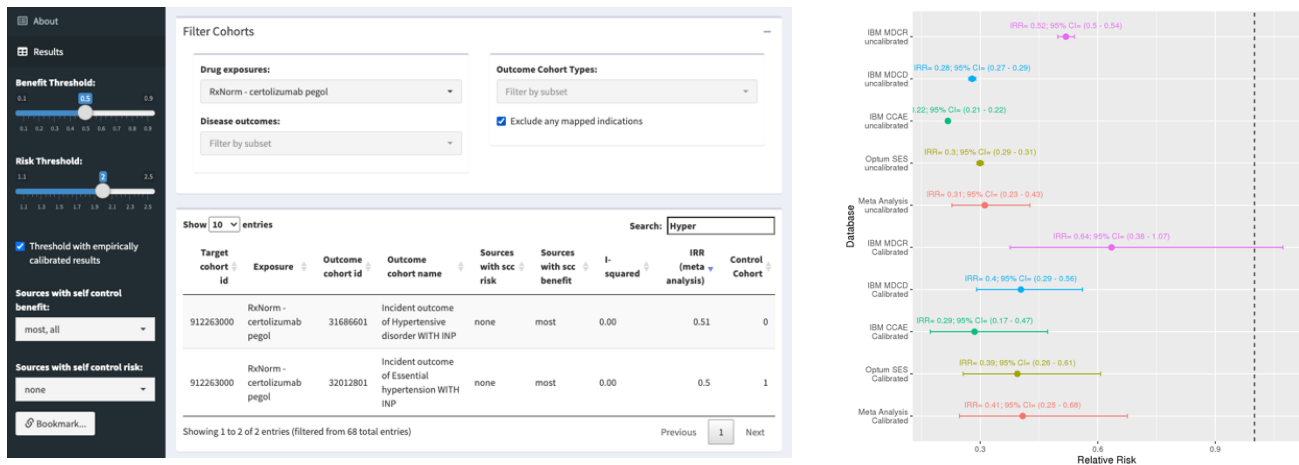 About
Results
Benefit Threshold:
0.1 0.5 0.9
0.1 0.2 0.3 0.4 0.5 0.6 0.7 0.8 0.9
Risk Threshold:
1.1 2 2.5
1.1 1.3 1.5 1.7 1.9 2.1 2.3 2.5
Threshold with empirically
calibrated results
Sources with self control
benefit:
most, all
Sources with self control risk:
none
Bookmark...
Filter Cohorts
Drug exposures:
RxNorm - certolizumab pegol
Disease outcomes:
Filter by subset
Outcome Cohort Types:
Filter by subset
Exclude any mapped indications
Show 10 entries
Search: Hyper
Target cohort id Exposure Outcome cohort id Outcome cohort name Sources with scc risk Sources with scc benefit I-squared IRR (meta analysis) Control Cohort
912263000 RxNorm - certolizumab pegol 31686601 Incident outcome of Hypertensive disorder WITH INP none most 0.00 0.51 0
912263000 RxNorm - certolizumab pegol 32012801 Incident outcome of Essential hypertension WITH INP none most 0.00 0.5 1
Showing 1 to 2 of 2 entries (filtered from 68 total entries)
Previous 1 Next
Database
IBM MDCR
uncalibrated
IRR= 0.52; 95% CI= (0.5 - 0.54)
IBM MDCD
uncalibrated
IRR= 0.28; 95% CI= (0.27 - 0.29)
IBM CCAE
uncalibrated
.22; 95% CI= (0.21 - 0.22)
Optum SES
uncalibrated
IRR= 0.3; 95% CI= (0.29 - 0.31)
Meta Analysis
uncalibrated
IRR= 0.31; 95% CI= (0.23 - 0.43)
IBM MDCR
Calibrated
IRR= 0.64; 95% CI= (0.38 - 1.07)
IBM MDCD
Calibrated
IRR= 0.4; 95% CI= (0.29 - 0.56)
IBM CCAE
Calibrated
IRR= 0.29; 95% CI= (0.17 - 0.47)
Optum SES
Calibrated
IRR= 0.39; 95% CI= (0.26 - 0.61)
Meta Analysis
Calibrated
IRR= 0.41; 95% CI= (0.25 - 0.68)
0.3 0.6 0.9
Relative Risk